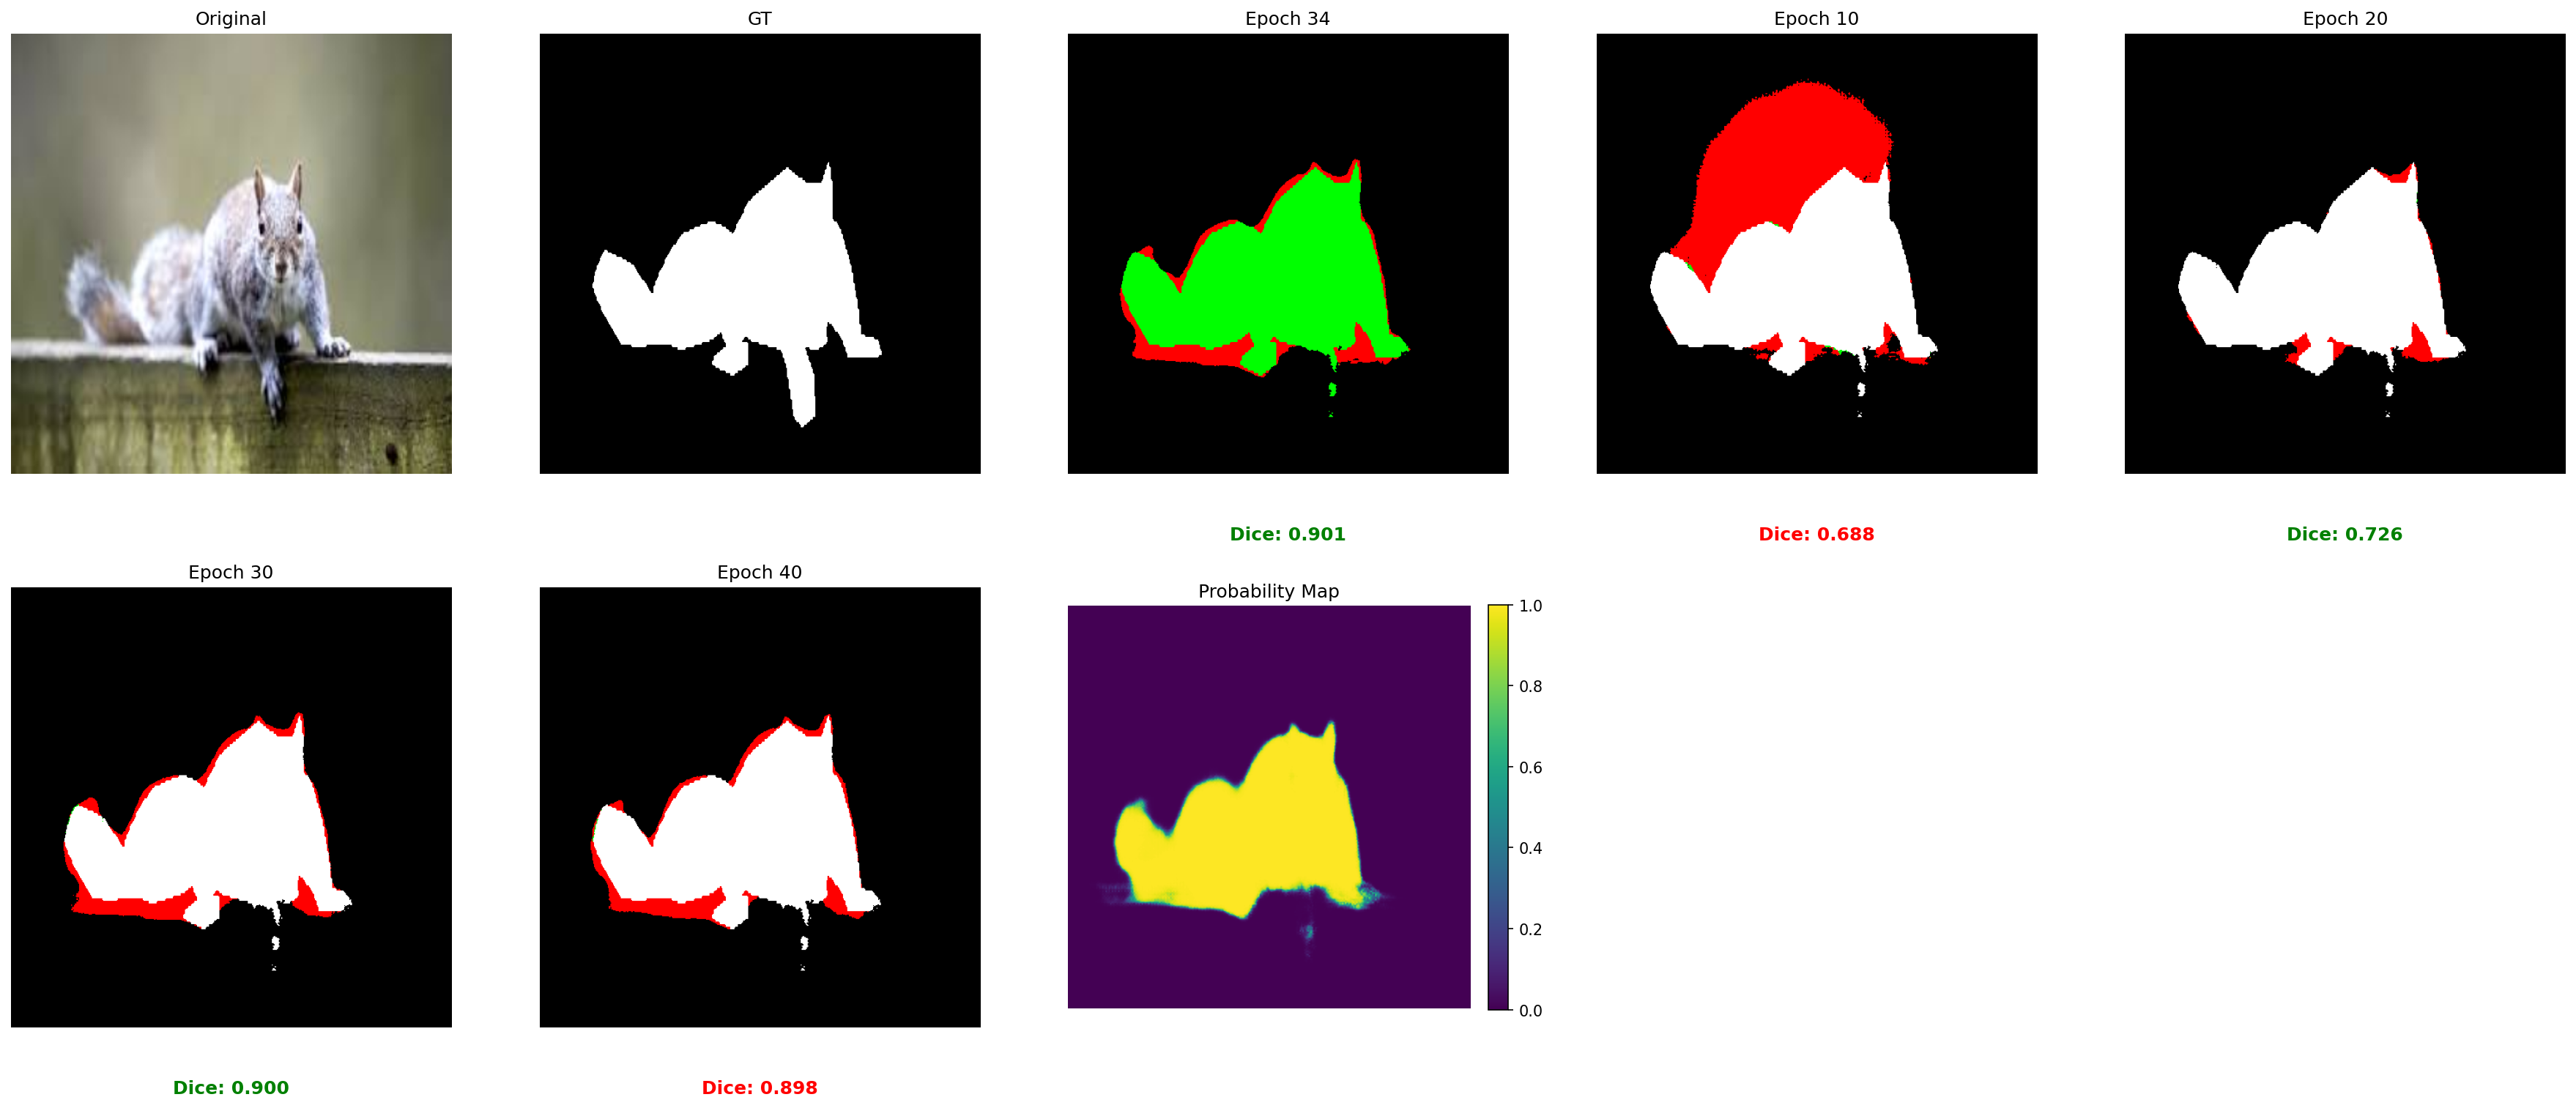 Original
GT
Epoch 34
Epoch 10
Epoch 20
Dice: 0.901
Dice: 0.688
Dice: 0.726
Epoch 30
Epoch 40
Probability Map
1.0
0.8
0.6
0.4
0.2
0.0
Dice: 0.900
Dice: 0.898